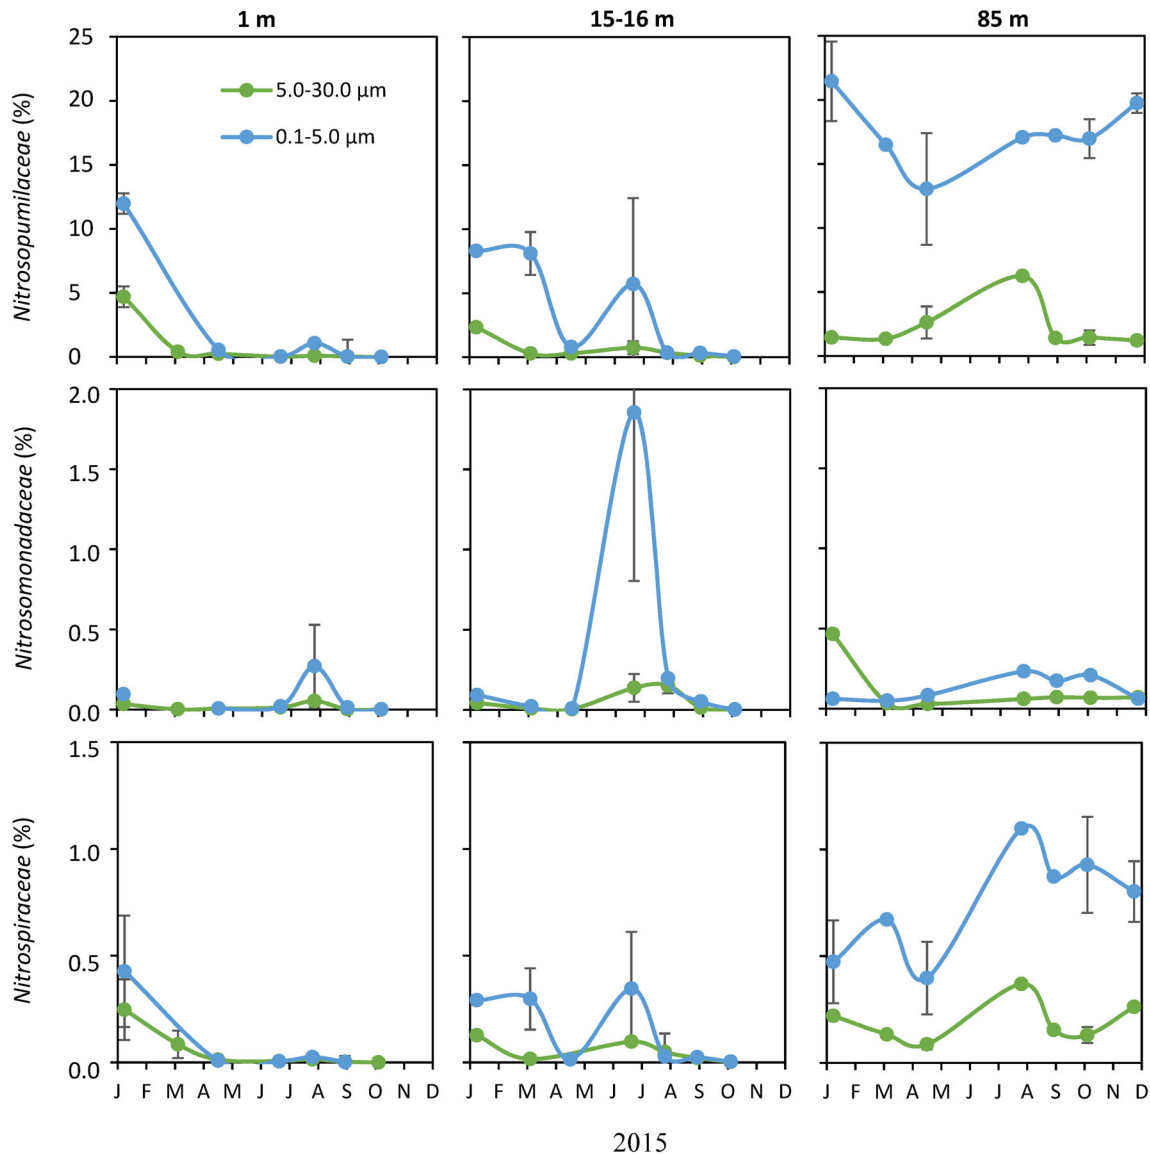 1 m 15-16 m 85 m
Nitrosopumilaceae (%)
25
20
15
10
5
0
5.0-30.0 µm
0.1-5.0 µm
Nitrosomonadaceae (%)
2.0
1.5
1.0
0.5
0.0
Nitrospiraceae (%)
1.5
1.0
0.5
0.0
J F M A M J J A S O N D
J F M A M J J A S O N D
J F M A M J J A S O N D
2015